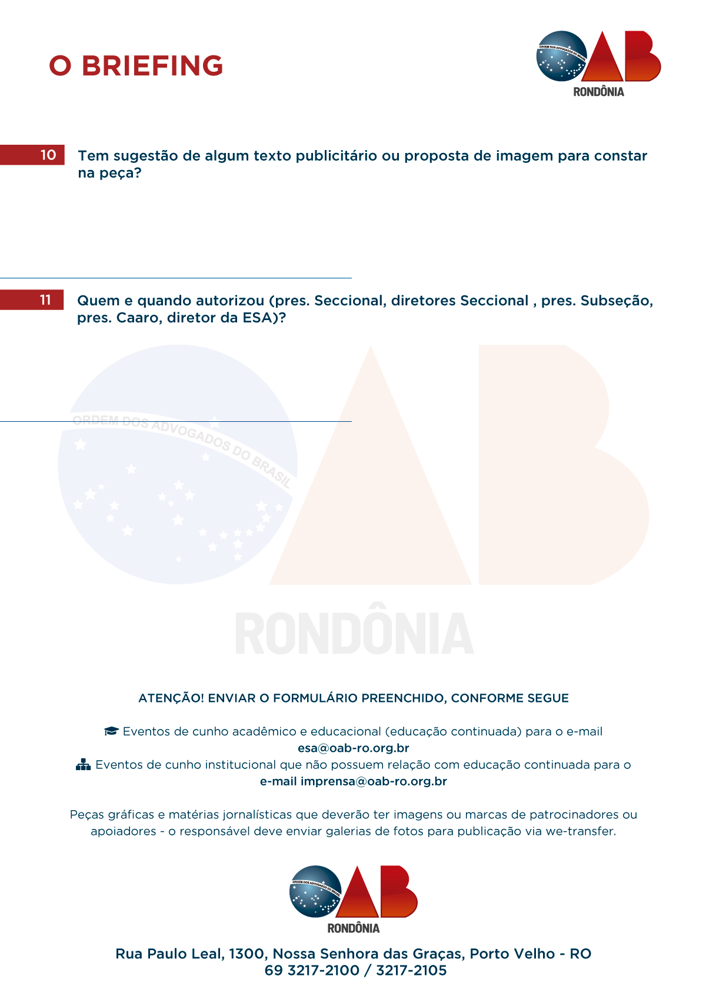 O BRIEFING
ORDEM DOS ADVOGADOS DO BRASIL
OAB
RONDÔNIA
10
Tem sugestão de algum texto publicitário ou proposta de imagem para constar
na peça?
11
Quem e quando autorizou (pres. Seccional, diretores Seccional , pres. Subseção,
pres. Caaro, diretor da ESA)?
ORDEM DOS ADVOGADOS DO BRASIL
OAB
RONDÔNIA
ATENÇÃO! ENVIAR O FORMULÁRIO PREENCHIDO, CONFORME SEGUE
Eventos de cunho acadêmico e educacional (educação continuada) para o e-mail
esa@oab-ro.org.br
Eventos de cunho institucional que não possuem relação com educação continuada para o
e-mail imprensa@oab-ro.org.br
Peças gráficas e matérias jornalísticas que deverão ter imagens ou marcas de patrocinadores ou
apoiadores - o responsável deve enviar galerias de fotos para publicação via we-transfer.
ORDEM DOS ADVOGADOS DO BRASIL
OAB
RONDÔNIA
Rua Paulo Leal, 1300, Nossa Senhora das Graças, Porto Velho - RO
69 3217-2100 / 3217-2105